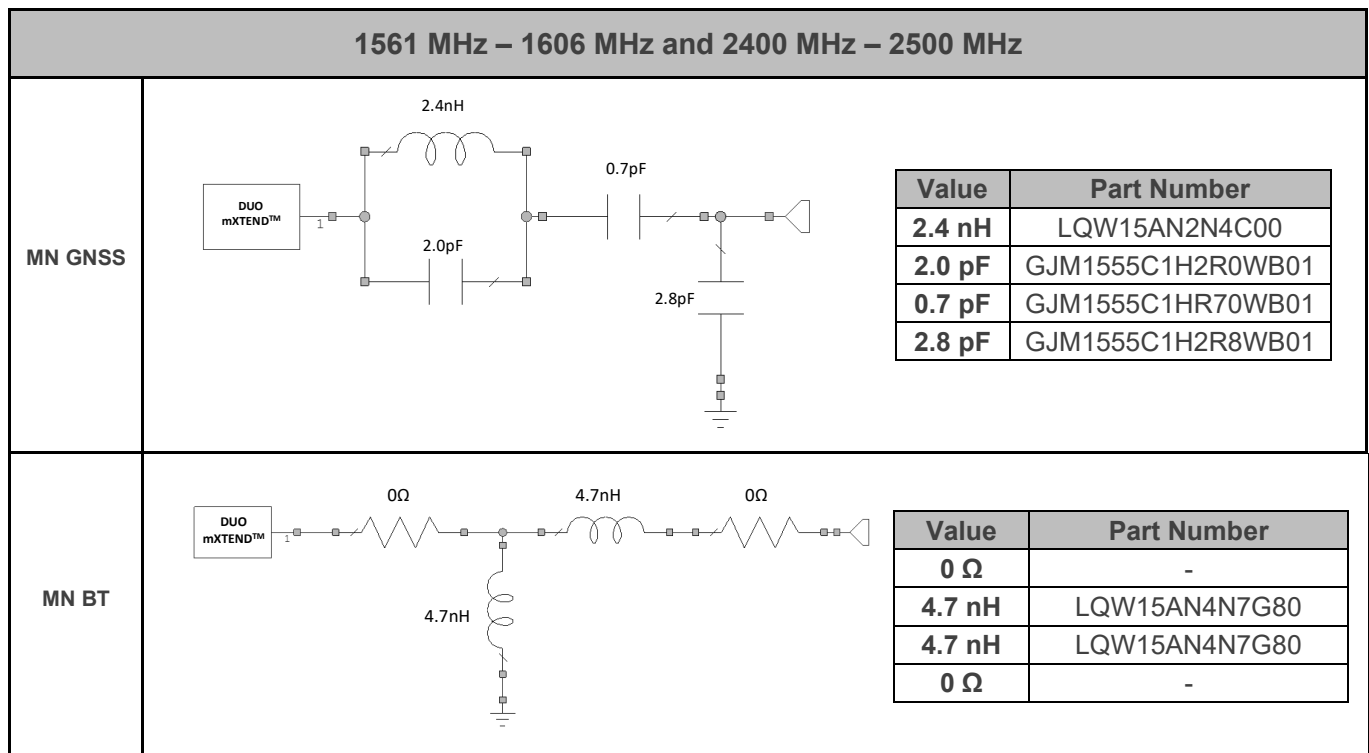 1561 MHz – 1606 MHz and 2400 MHz – 2500 MHz
MN GNSS
2.4nH
DUO
mXTEND™
1
2.0pF
0.7pF
2.8pF
Value Part Number
2.4 nH LQW15AN2N4C00
2.0 pF GJM1555C1H2R0WB01
0.7 pF GJM1555C1HR70WB01
2.8 pF GJM1555C1H2R8WB01
MN BT
DUO
mXTEND™
1
0Ω
4.7nH
0Ω
4.7nH
Value Part Number
0 Ω -
4.7 nH LQW15AN4N7G80
4.7 nH LQW15AN4N7G80
0 Ω -